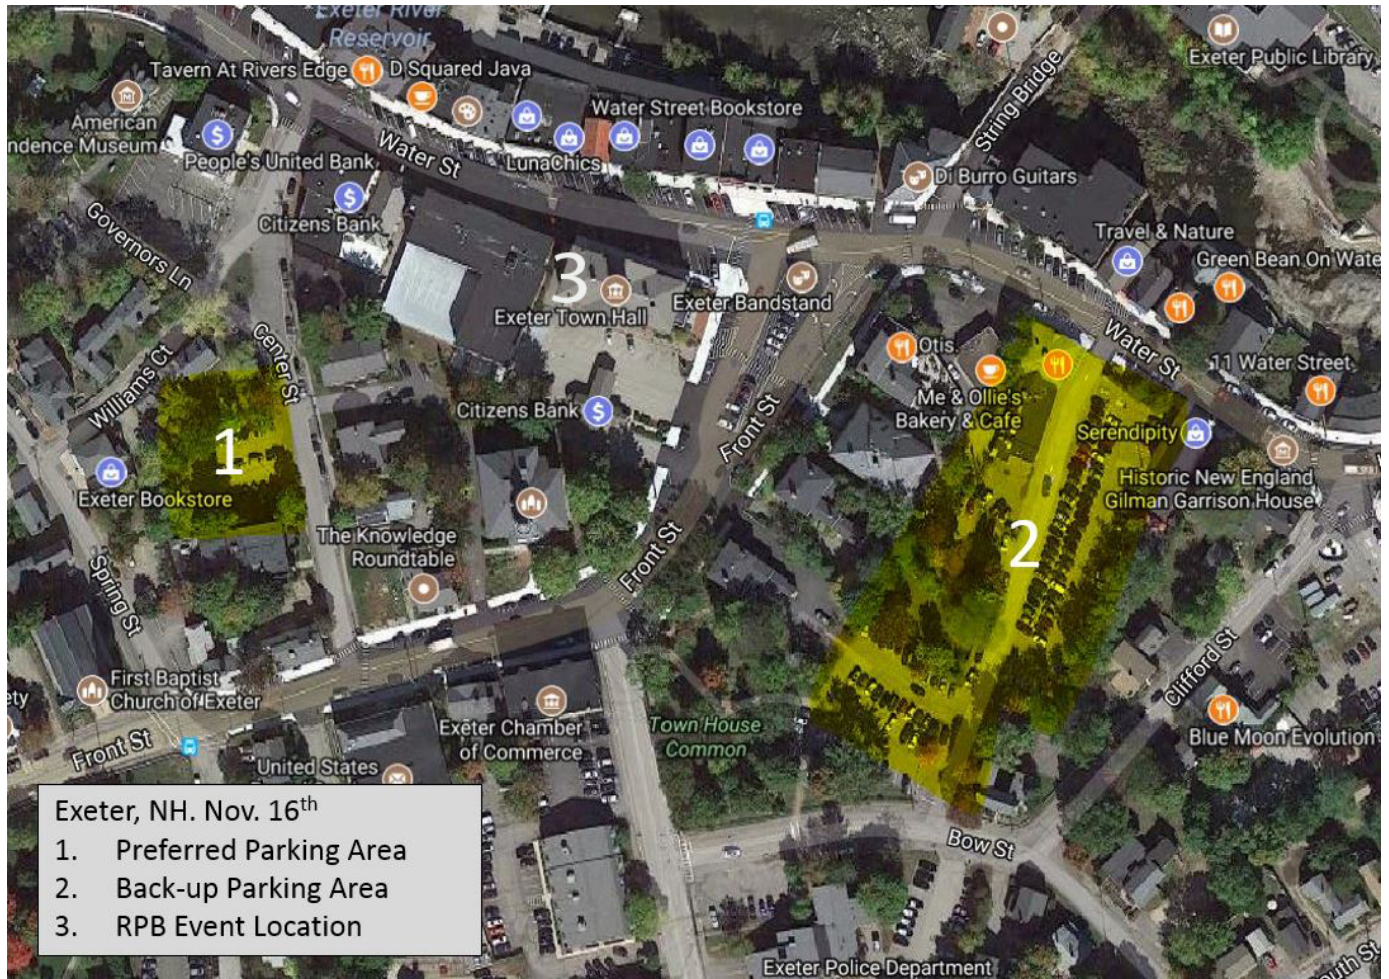 Exeter River
Reservoir
Tavern At Rivers Edge
D Squared Java
Exeter Public Library
American
ndence Museum
People's United Bank
Water St
Water Street Bookstore
LunaChics
String Bridge
Di Burro Guitars
Citizens Bank
Governors Ln
Travel & Nature
Green Bean On Wate
3
Exeter Town Hall
Exeter Bandstand
Water St
Otis
11 Water Street
Center St
Williams Ct
Me & Ollie's
Bakery & Cafe
Citizens Bank
Front St
Serendipity
1
Exeter Bookstore
Historic New England
Gilman Garrison House
2
The Knowledge
Roundtable
Front St
Spring St
First Baptist
Church of Exeter
ety
Clifford St
Exeter Chamber
of Commerce
Town House
Common
Blue Moon Evolution
Front St
United States
Bow St
Exeter Police Department
outh St
Exeter, NH. Nov. 16th
1. Preferred Parking Area
2. Back-up Parking Area
3. RPB Event Location